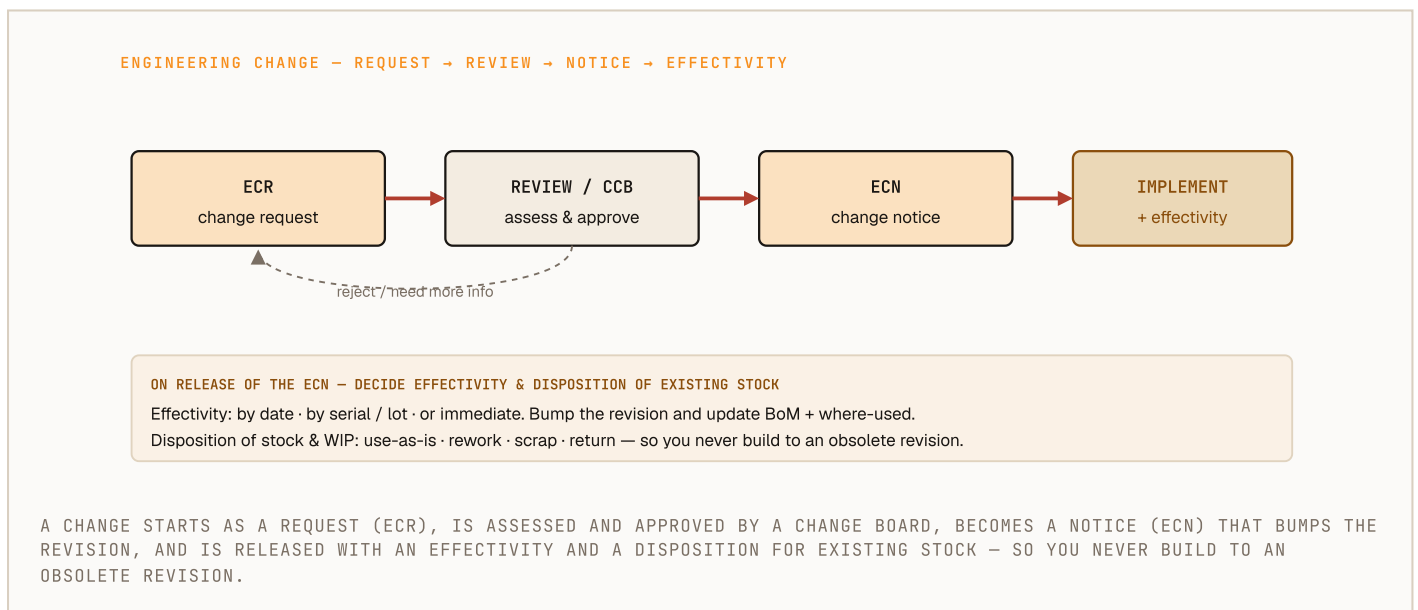 ENGINEERING CHANGE — REQUEST → REVIEW → NOTICE → EFFECTIVITY
ECR
change request
REVIEW / CCB
assess & approve
ECN
change notice
IMPLEMENT
+ effectivity
reject / need more info
ON RELEASE OF THE ECN — DECIDE EFFECTIVITY & DISPOSITION OF EXISTING STOCK
Effectivity: by date · by serial / lot · or immediate. Bump the revision and update BoM + where-used.
Disposition of stock & WIP: use-as-is · rework · scrap · return — so you never build to an obsolete revision.
A CHANGE STARTS AS A REQUEST (ECR), IS ASSESSED AND APPROVED BY A CHANGE BOARD, BECOMES A NOTICE (ECN) THAT BUMPS THE
REVISION, AND IS RELEASED WITH AN EFFECTIVITY AND A DISPOSITION FOR EXISTING STOCK — SO YOU NEVER BUILD TO AN
OBSOLETE REVISION.